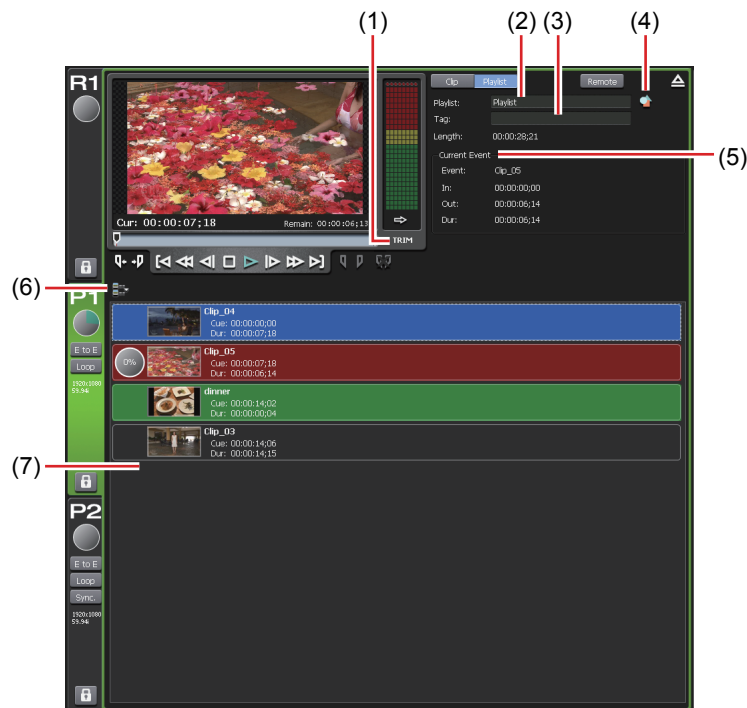 (1)
(2) (3)
(4)
R1
Clip
Playlist
Remote
Playlist: Playlist
Tag:
Length: 00:00:28;21
Current Event
(5)
Event: Clip_05
In: 00:00:00;00
Out: 00:00:06;14
Dur: 00:00:06;14
Cur: 00:00:07;18
Remain: 00:00:06;13
TRIM
(6)
P1
E to E
Loop
1920x1080
59.94i
Clip_04
Cue: 00:00:00;00
Dur: 00:00:07;18
0%
Clip_05
Cue: 00:00:07;18
Dur: 00:00:06;14
dinner
Cue: 00:00:14;02
Dur: 00:00:00;04
Clip_03
Cue: 00:00:14;06
Dur: 00:00:14;15
(7)
P2
E to E
Loop
Sync.
1920x1080
59.94i